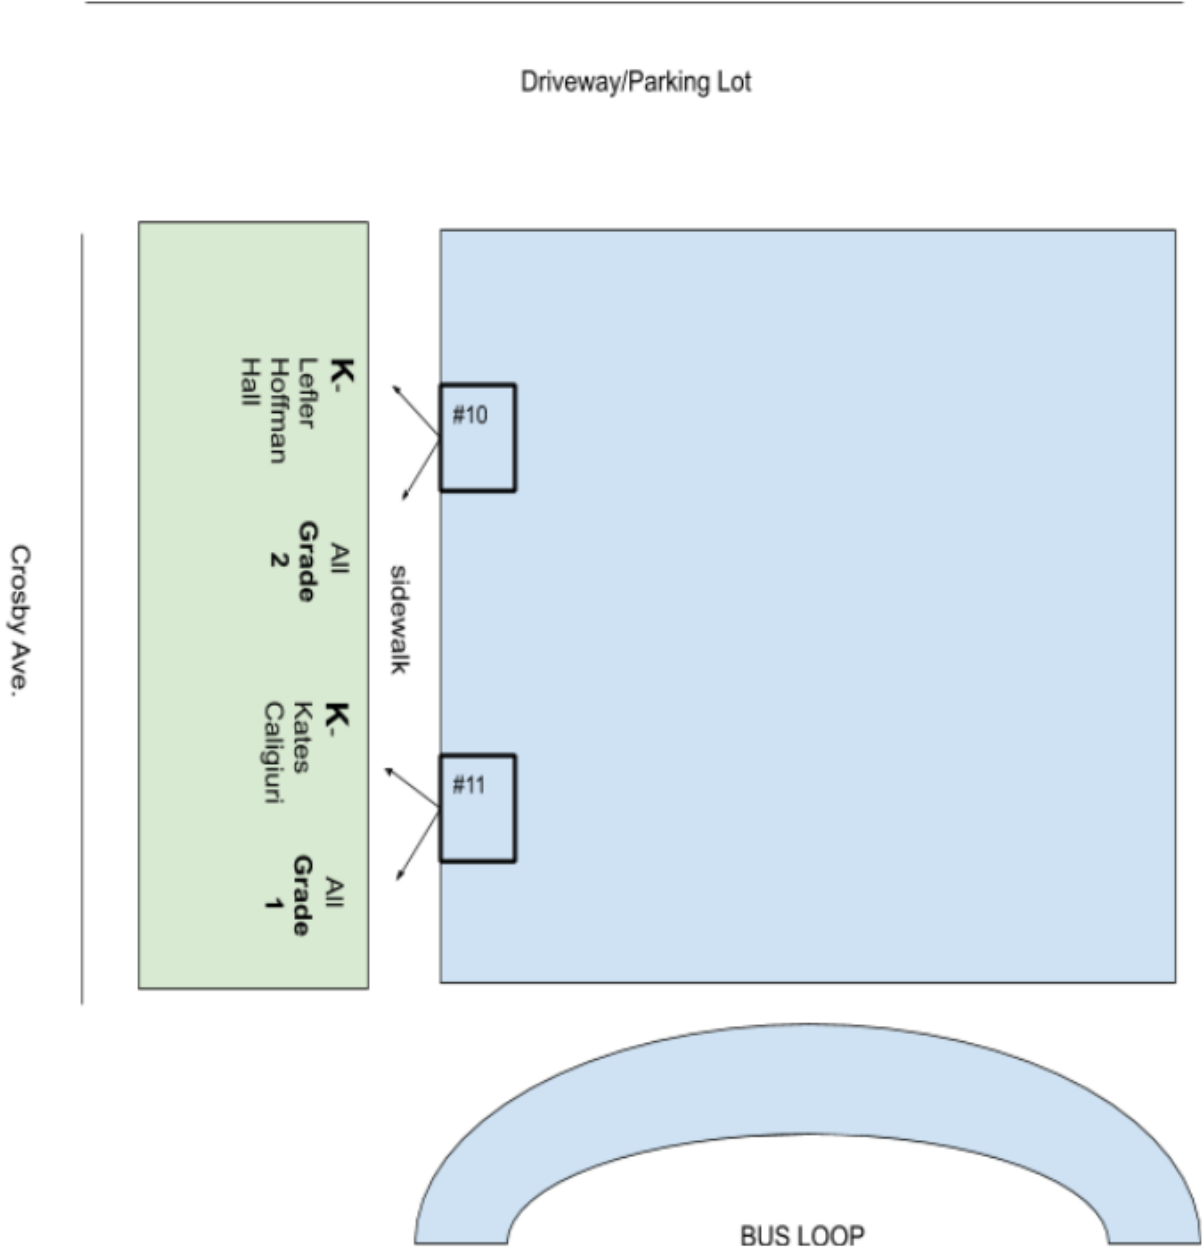 Driveway/Parking Lot
K-
Lefler
Hoffman
Hall
#10
All
Grade
2
sidewalk
Crosby Ave.
K-
Kates
Caligiuri
#11
All
Grade
1
BUS LOOP